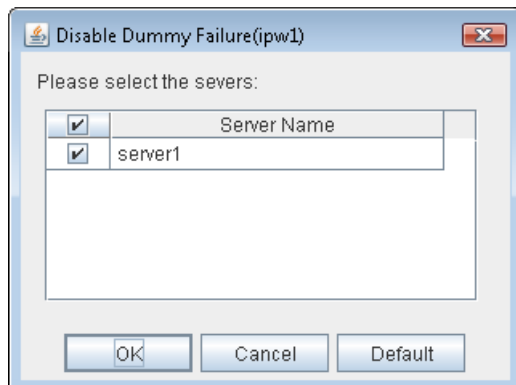 Disable Dummy Failure(ipw1)
Please select the severs:
Server Name
server1
OK Cancel Default